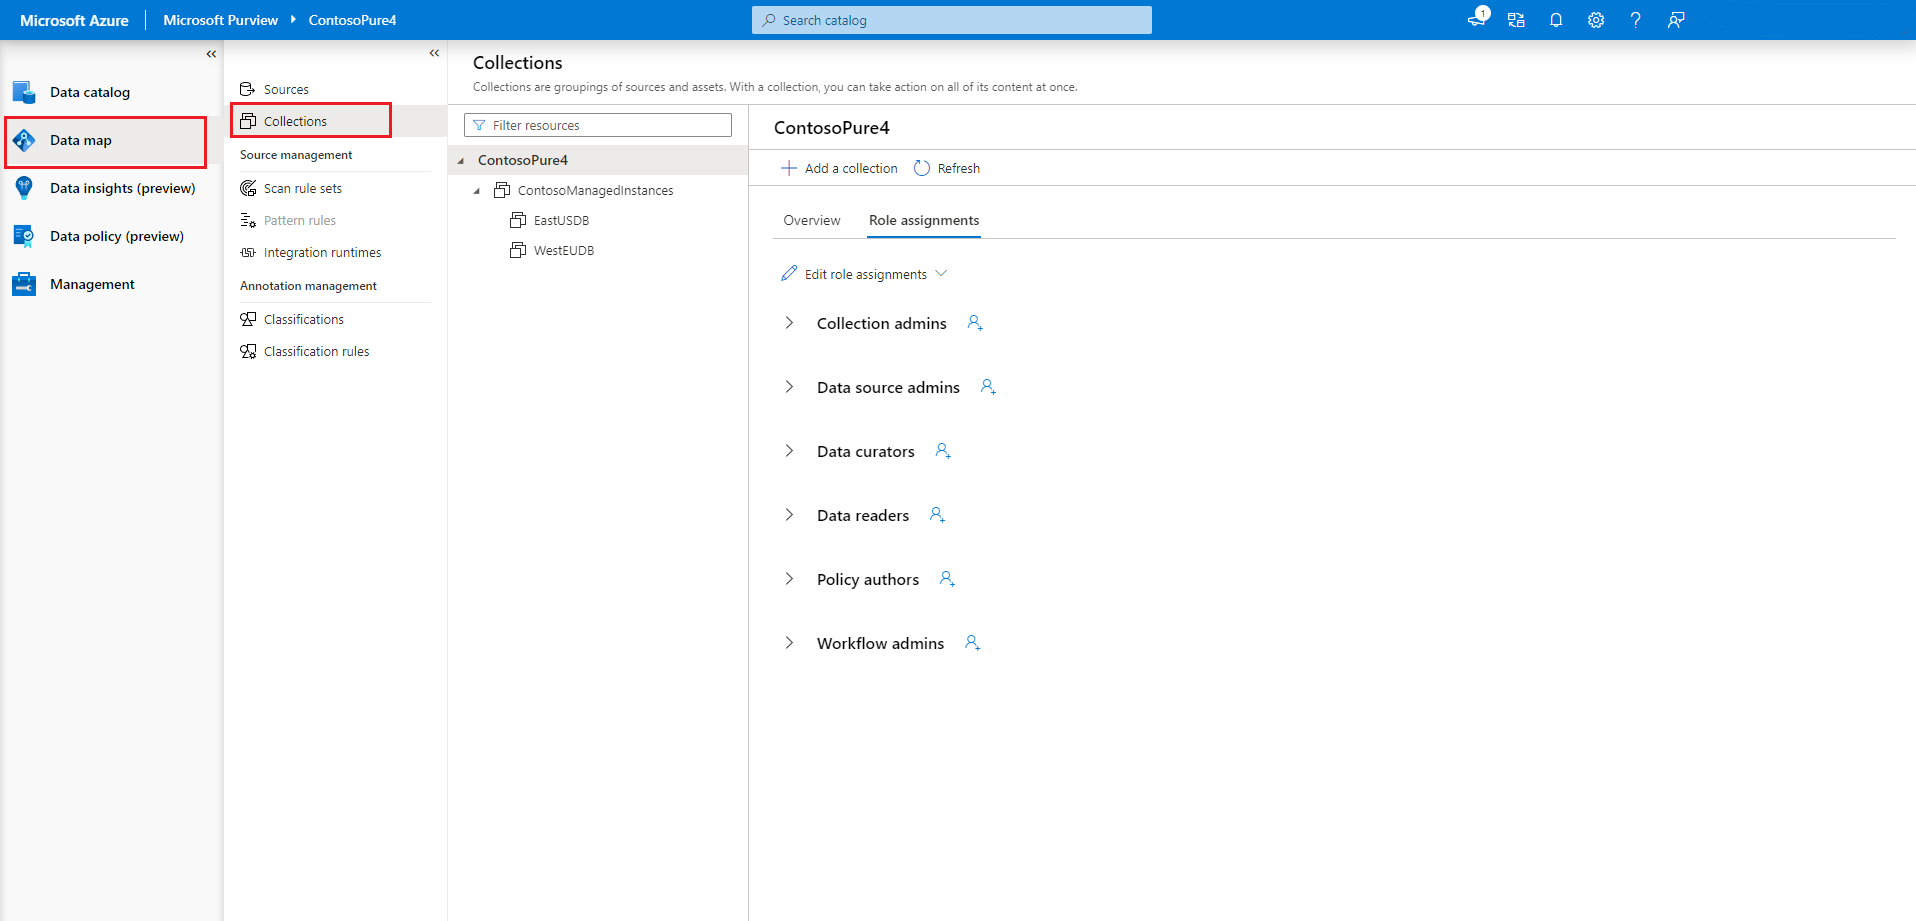 Microsoft Azure Microsoft Purview ContosoPure4 Search catalog 1
Data catalog
Data map
Data insights (preview)
Data policy (preview)
Management
Sources
Collections
Source management
Scan rule sets
Pattern rules
Integration runtimes
Annotation management
Classifications
Classification rules
Collections
Collections are groupings of sources and assets. With a collection, you can take action on all of its content at once.
Filter resources
ContosoPure4
ContosoManagedInstances
EastUSDB
WestEUDB
ContosoPure4
Add a collection Refresh
Overview Role assignments
Edit role assignments
Collection admins
Data source admins
Data curators
Data readers
Policy authors
Workflow admins